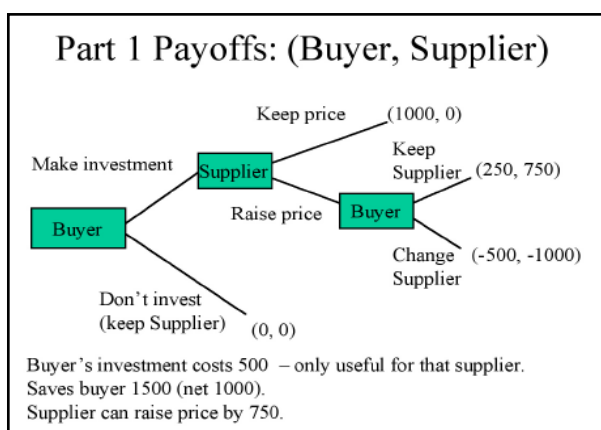 Part 1 Payoffs: (Buyer, Supplier)
Keep price
(1000, 0)
Make investment
Supplier
Keep
Supplier
(250, 750)
Raise price
Buyer
Buyer
Change
Supplier
(-500, -1000)
Don't invest
(keep Supplier)
(0, 0)
Buyer's investment costs 500 – only useful for that supplier.
Saves buyer 1500 (net 1000).
Supplier can raise price by 750.